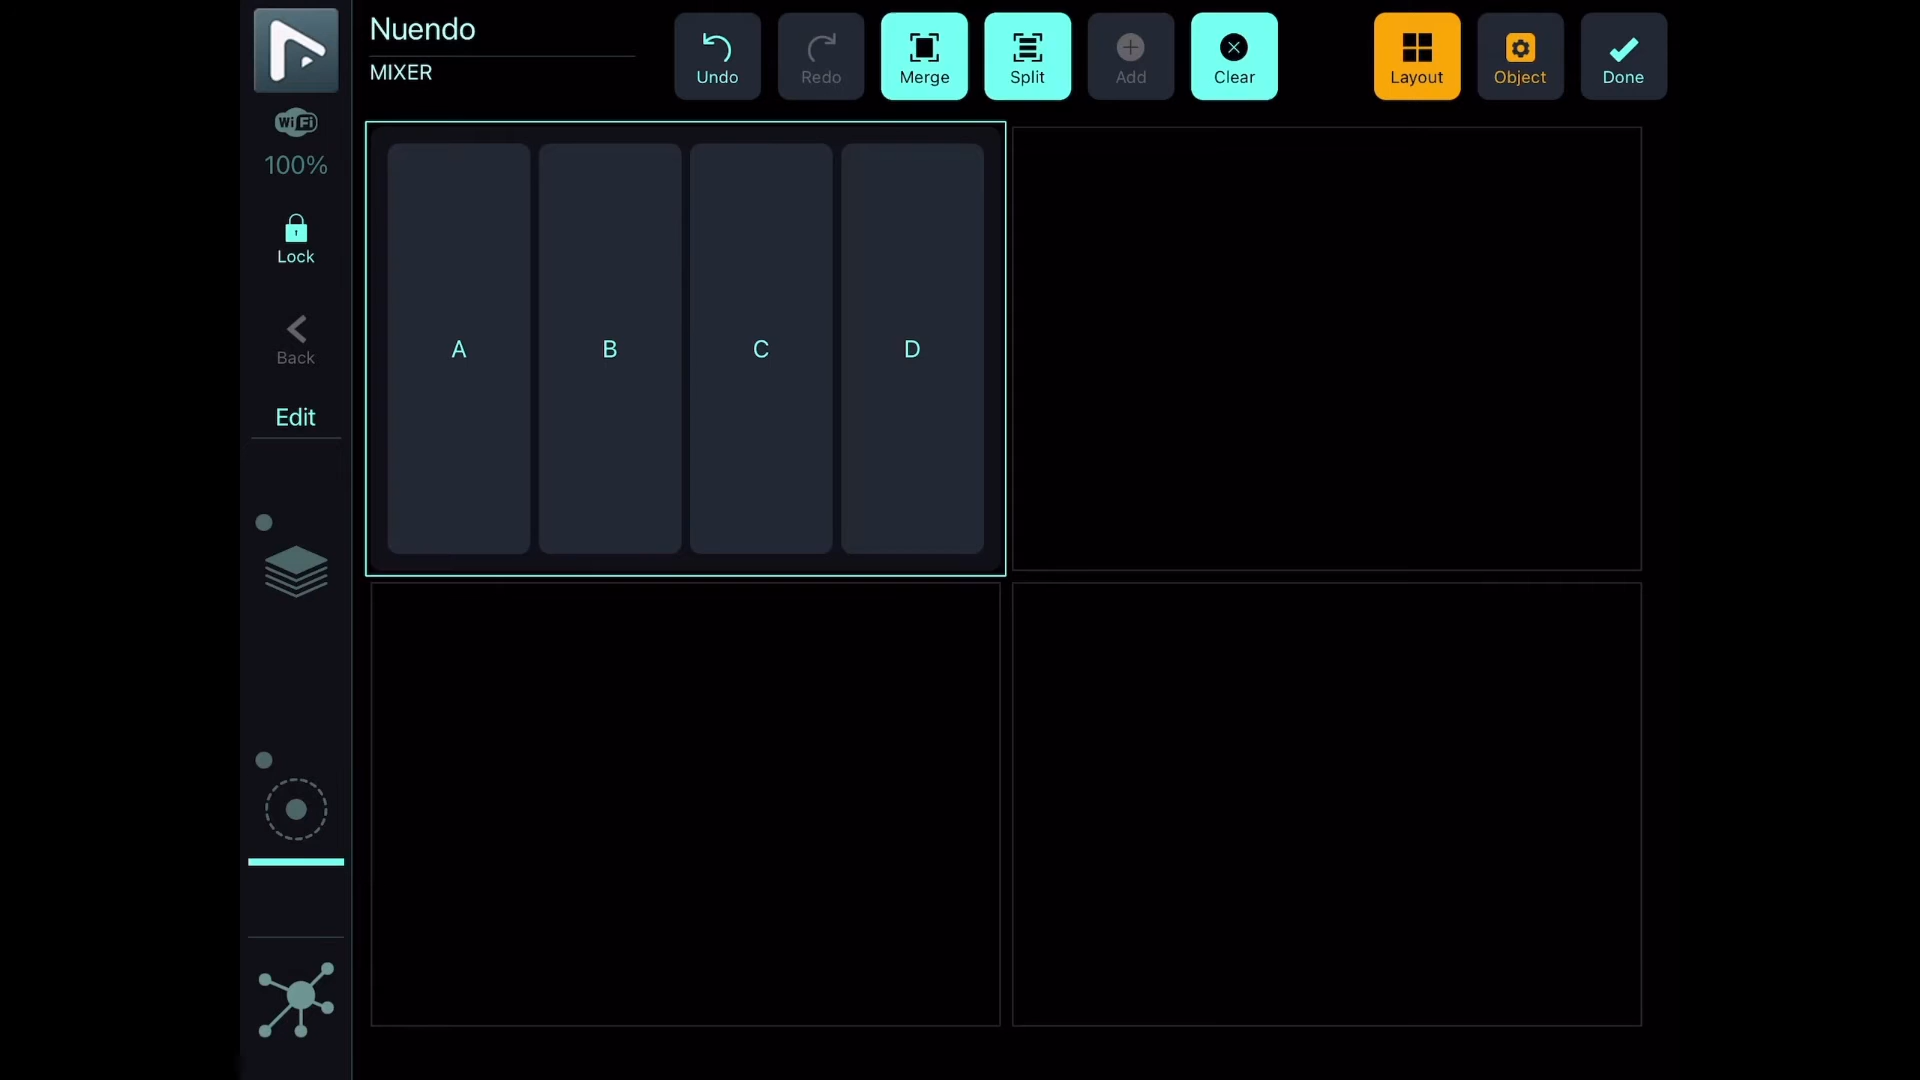 Nuendo
MIXER
Undo
Redo
Merge
Split
Add
Clear
Layout
Object
Done
WiFi
100%
Lock
Back
Edit
A
B
C
D